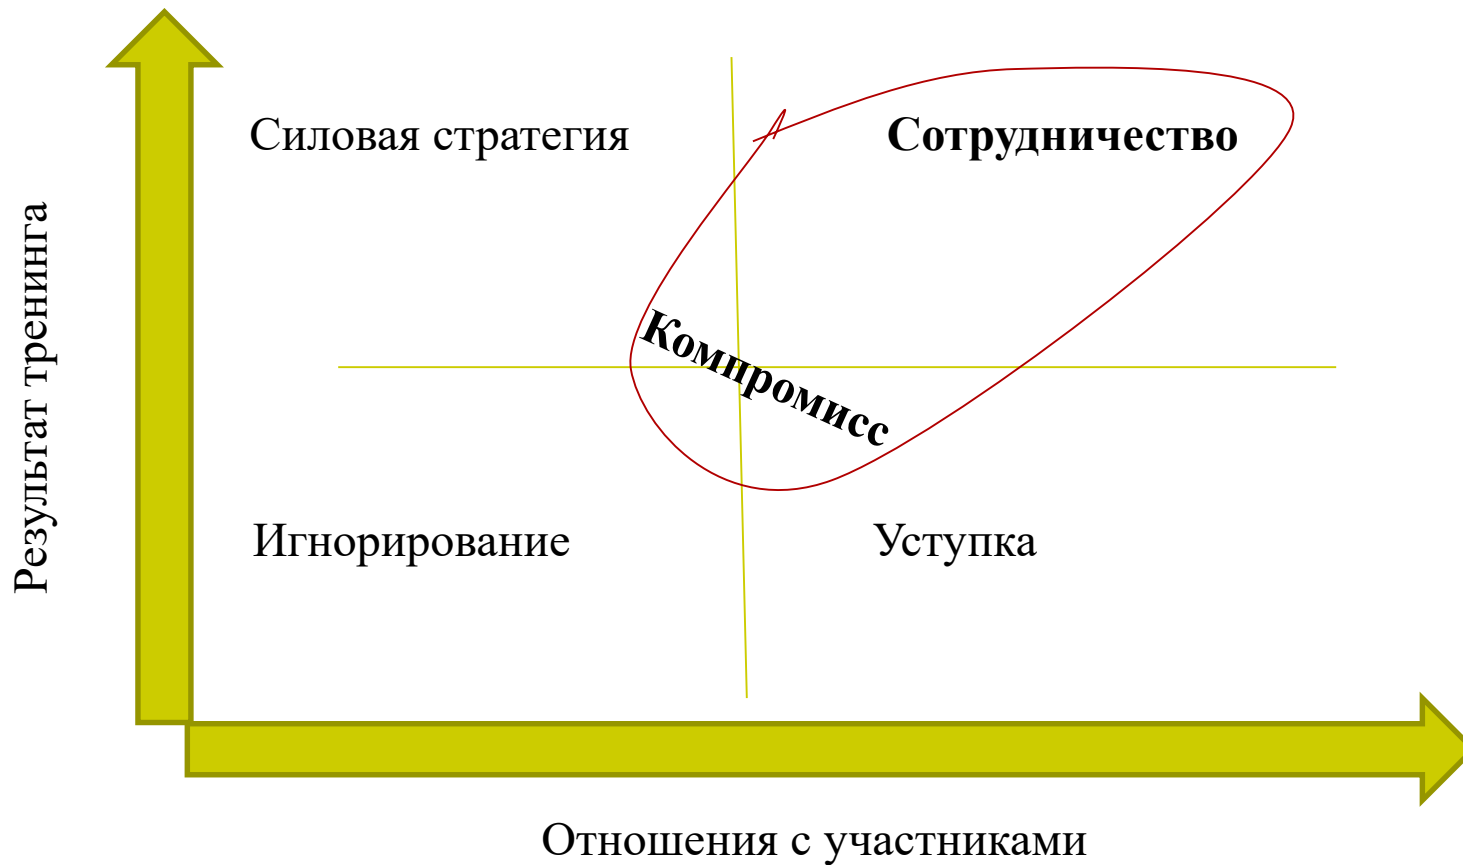 Силовая стратегия
Сотрудничество
Результат тренинга
Компромисс
Игнорирование
Уступка
Отношения с участниками